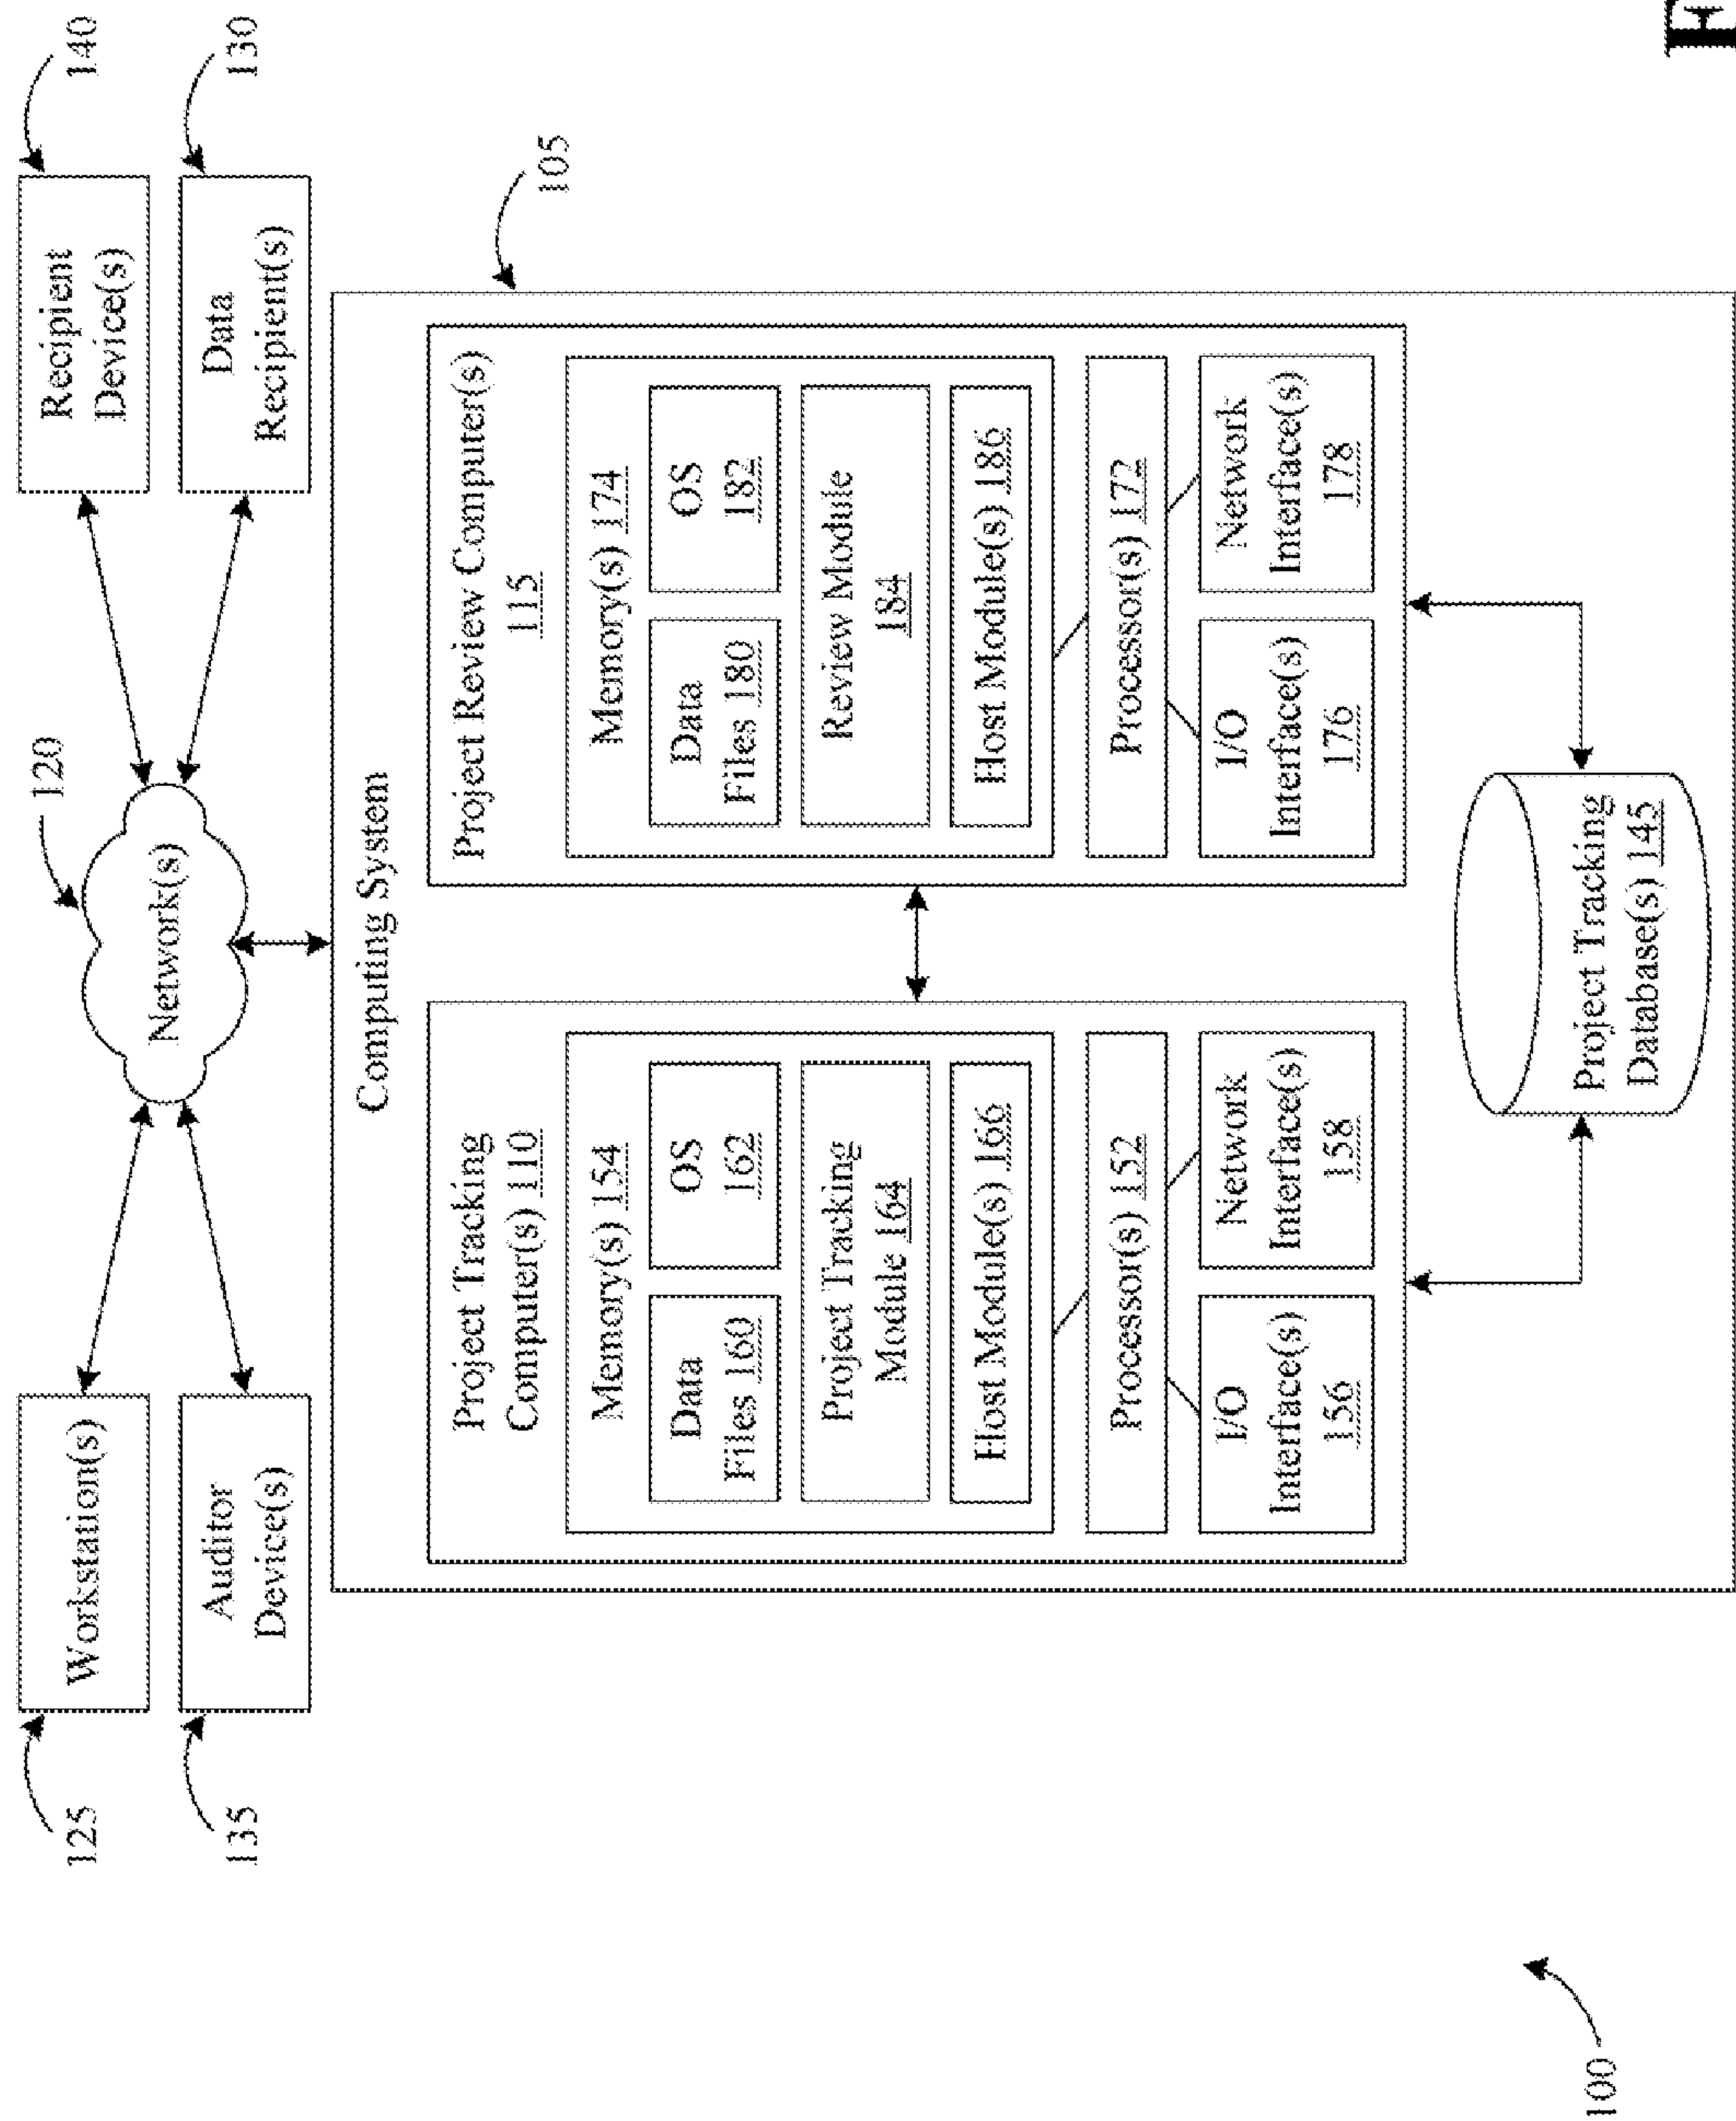 120
125
Workstation(s)
Network(s)
Recipient
Device(s)
140
135
Auditor
Device(s)
Data
Recipient(s)
130
105
Computing System
Project Tracking
Computer(s) 110
Memory(s) 154
Data
Files 160
OS
162
Project Tracking
Module 164
Host Module(s) 166
Processor(s) 152
I/O
Interface(s)
156
Network
Interface(s)
158
Project Review Computer(s)
115
Memory(s) 174
Data
Files 180
OS
182
Review Module
184
Host Module(s) 186
Processor(s) 172
I/O
Interface(s)
176
Network
Interface(s)
178
Project Tracking
Database(s) 145
100